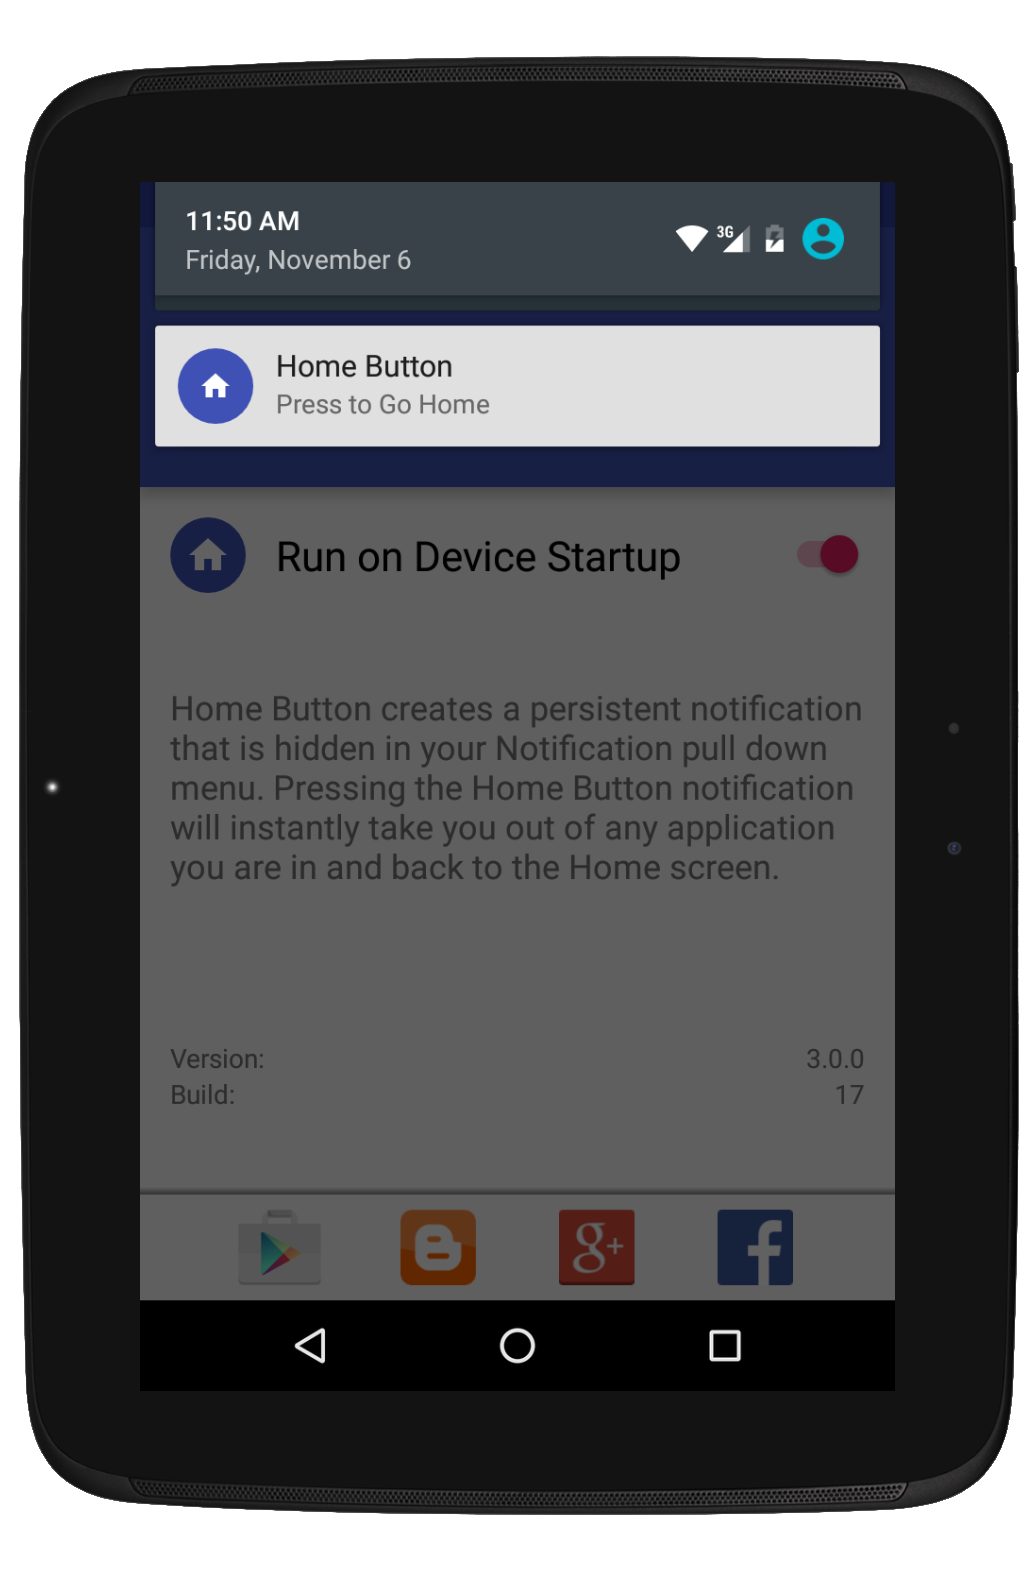 11:50 AM
Friday, November 6
3G
Home Button
Press to Go Home
Run on Device Startup
Home Button creates a persistent notification
that is hidden in your Notification pull down
menu. Pressing the Home Button notification
will instantly take you out of any application
you are in and back to the Home screen.
Version: 3.0.0
Build: 17
g+
f